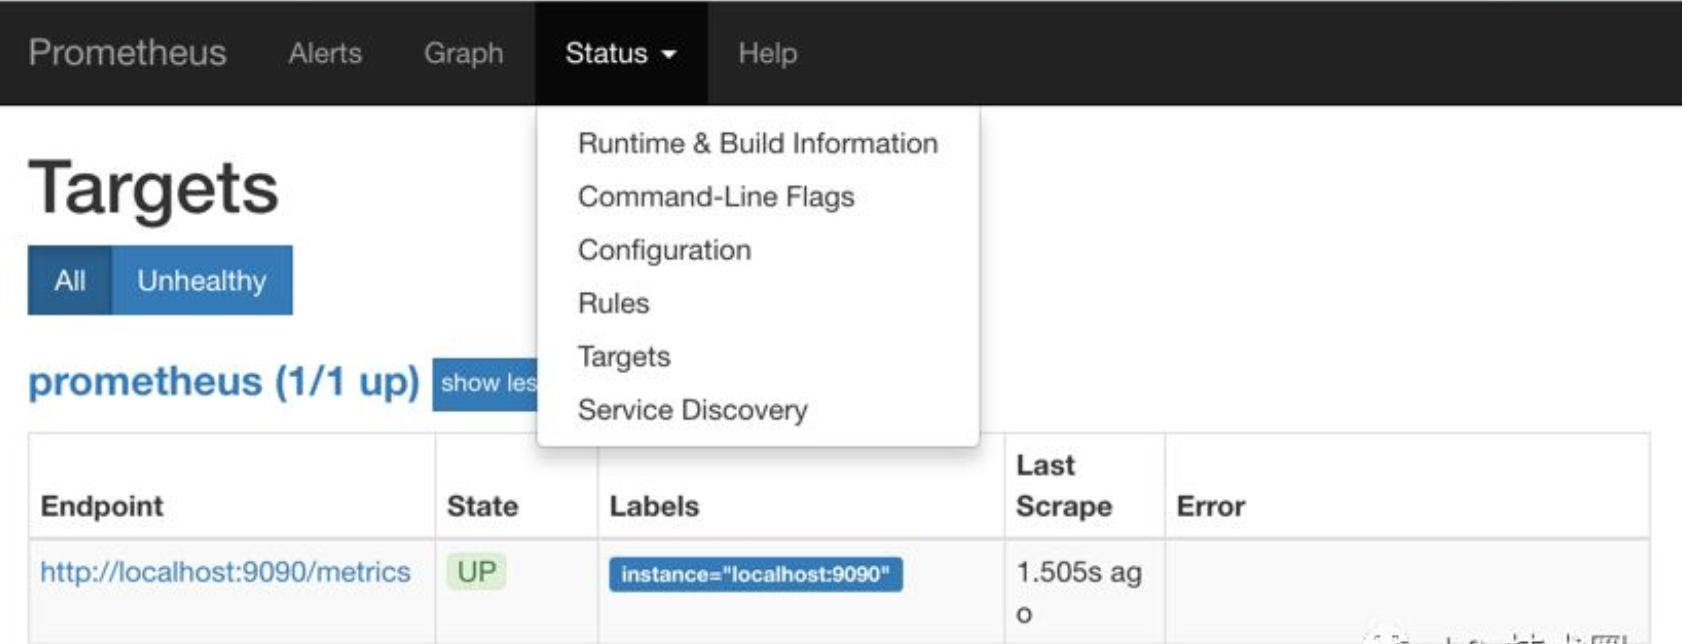 Prometheus Alerts Graph Status Help
Runtime & Build Information
Command-Line Flags
Configuration
Rules
Targets
Service Discovery
Targets
All Unhealthy
prometheus (1/1 up) show les
Endpoint State Labels Last Scrape Error
http://localhost:9090/metrics UP instance="localhost:9090" 1.505s ag
o